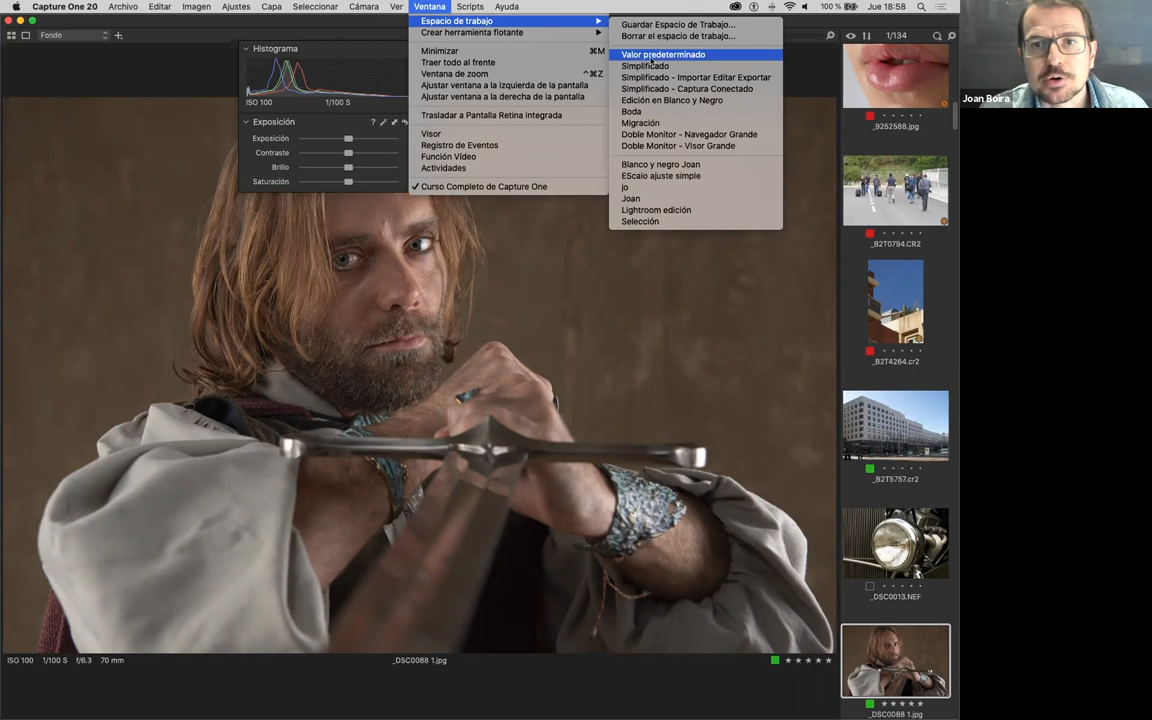 Capture One 20 Archivo Editar Imagen Ajustes Capa Seleccionar Cámara Ver Ventana Scripts Ayuda 100 % Jue 18:58
Fondo
1/134
Histograma
ISO 100 1/100 S
Exposición
?
Exposición
Contraste
Brillo
Saturación
Espacio de trabajo
Crear herramienta flotante
Minimizar ⌘M
Traer todo al frente
Ventana de zoom ^⌘Z
Ajustar ventana a la izquierda de la pantalla
Ajustar ventana a la derecha de la pantalla
Trasladar a Pantalla Retina integrada
Visor
Registro de Eventos
Función Vídeo
Actividades
✓ Curso Completo de Capture One
Guardar Espacio de Trabajo...
Borrar el espacio de trabajo...
Valor predeterminado
Simplificado
Simplificado - Importar Editar Exportar
Simplificado - Captura Conectado
Edición en Blanco y Negro
Boda
Migración
Doble Monitor - Navegador Grande
Doble Monitor - Visor Grande
Blanco y negro Joan
EScaio ajuste simple
jo
Joan
Lightroom edición
Selección
_9252588.jpg
_B2T0794.CR2
_B2T4264.cr2
_B2T5757.cr2
_DSC0013.NEF
_DSC0088 1.jpg
Joan Boira
ISO 100 1/100 S f/6.3 70 mm
_DSC0088 1.jpg